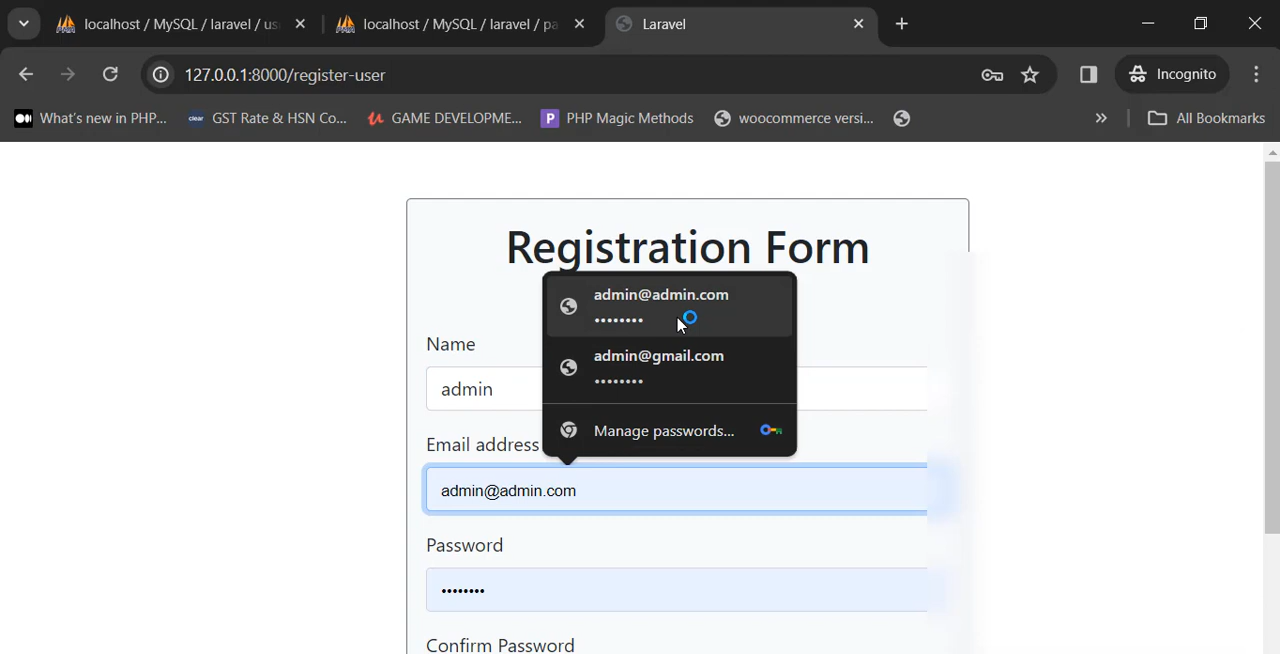 localhost / MySQL / laravel / us
localhost / MySQL / laravel / pa
Laravel
127.0.0.1:8000/register-user
Incognito
What's new in PHP...
clear
GST Rate & HSN Co...
GAME DEVELOPME...
P
PHP Magic Methods
woocommerce versi...
All Bookmarks
Registration Form
admin@admin.com
••••••••
admin@gmail.com
••••••••
Manage passwords...
Name
admin
Email address
admin@admin.com
Password
••••••••
Confirm Password